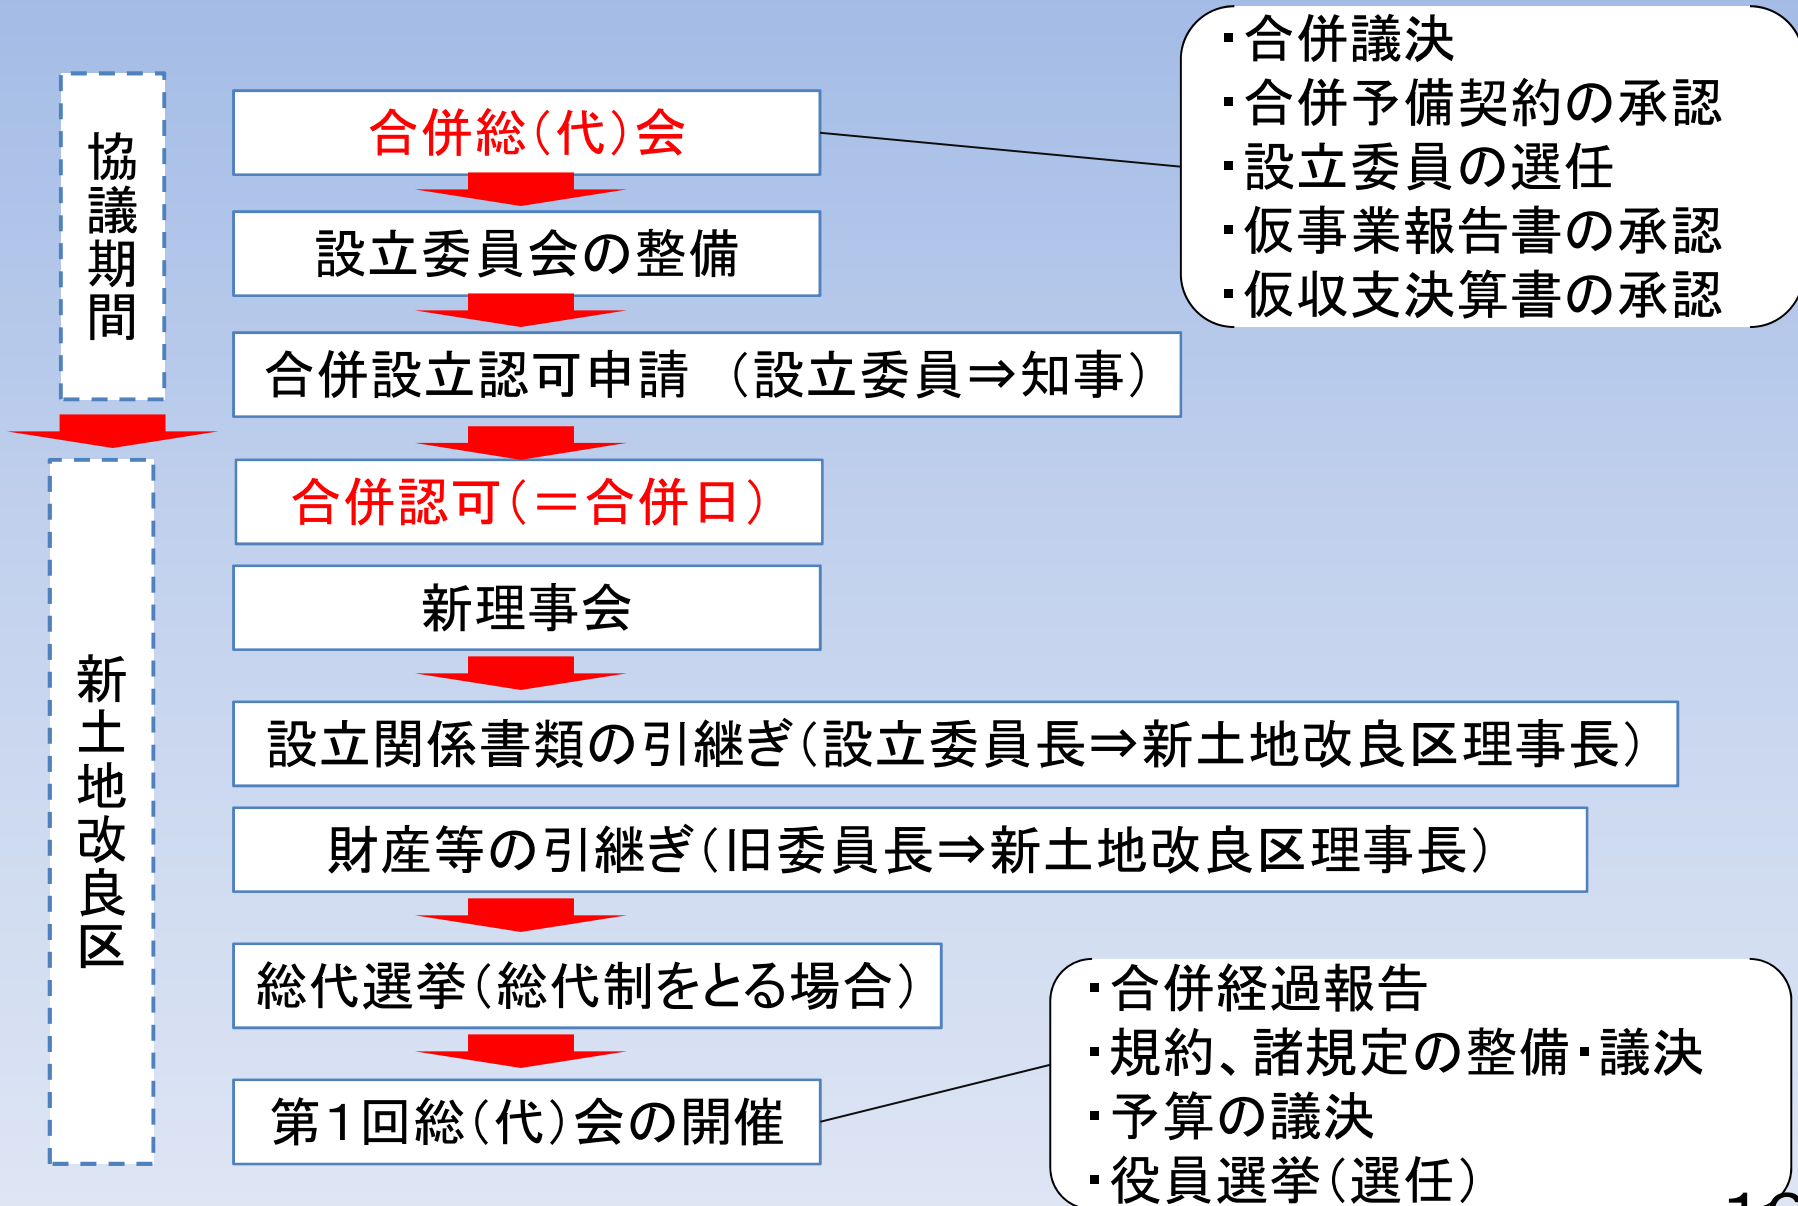 協議期間
合併総(代)会
設立委員会の整備
合併設立認可申請 (設立委員⇒知事)
・合併議決
・合併予備契約の承認
・設立委員の選任
・仮事業報告書の承認
・仮収支決算書の承認
新土地改良区
合併認可(=合併日)
新理事会
設立関係書類の引継ぎ(設立委員長⇒新土地改良区理事長)
財産等の引継ぎ(旧委員長⇒新土地改良区理事長)
総代選挙(総代制をとる場合)
第1回総(代)会の開催
・合併経過報告
・規約、諸規定の整備・議決
・予算の議決
・役員選挙(選任)